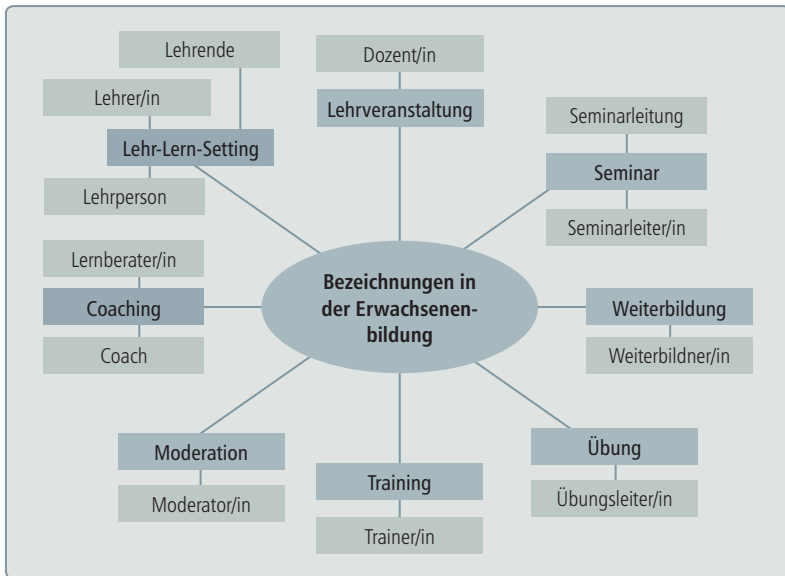 Lehrende
Dozent/in
Lehrer/in
Lehrveranstaltung
Seminarleitung
Lehr-Lern-Setting
Seminar
Lehrperson
Seminarleiter/in
Lernberater/in
Bezeichnungen in
der Erwachsenen-
bildung
Coaching
Weiterbildung
Coach
Weiterbildner/in
Moderation
Übung
Training
Moderator/in
Übungsleiter/in
Trainer/in